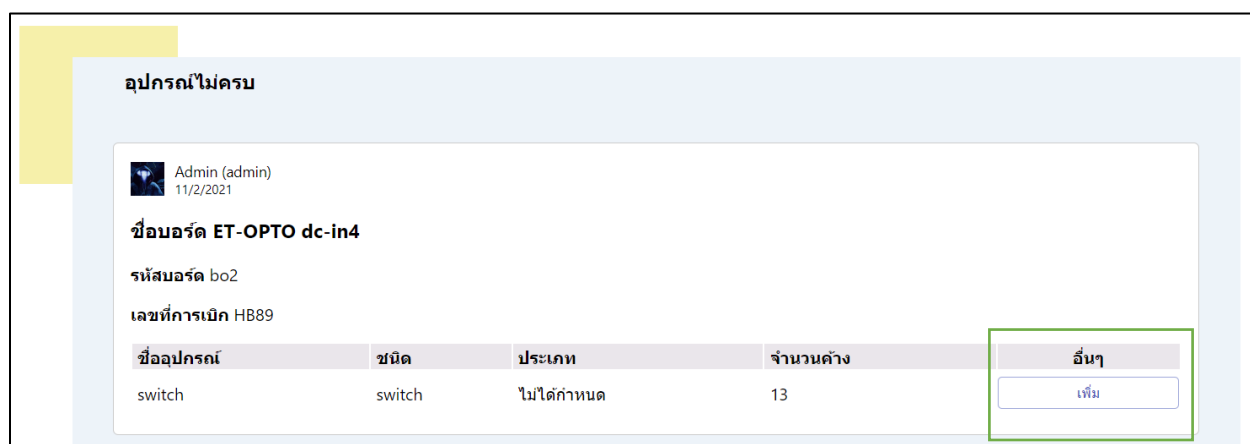 อุปกรณ์ไม่ครบ
Admin (admin)
11/2/2021
ชื่อบอร์ด ET-OPTO dc-in4
รหัสบอร์ด bo2
เลขที่การเบิก HB89
ชื่ออุปกรณ์ ชนิด ประเภท จำนวนค้าง อื่นๆ
switch switch ไม่ได้กำหนด 13 เพิ่ม